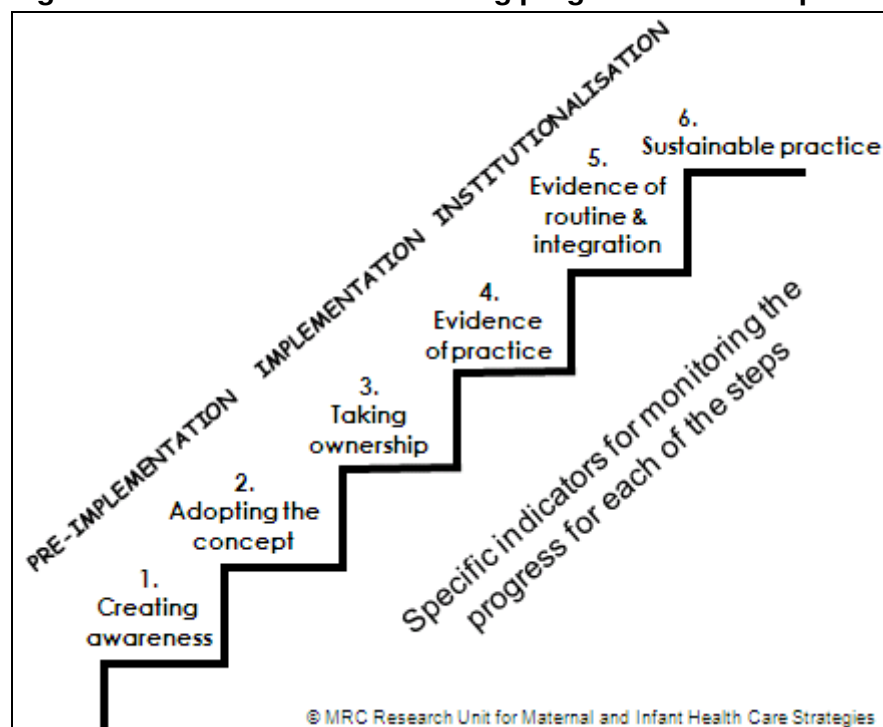 PRE-IMPLEMENTATION IMPLEMENTATION INSTITUTIONALISATION
6.
Sustainable practice
5.
Evidence of
routine &
integration
4.
Evidence
of practice
3.
Taking
ownership
2.
Adopting the
concept
1.
Creating
awareness
Specific indicators for monitoring the
progress for each of the steps
© MRC Research Unit for Maternal and Infant Health Care Strategies